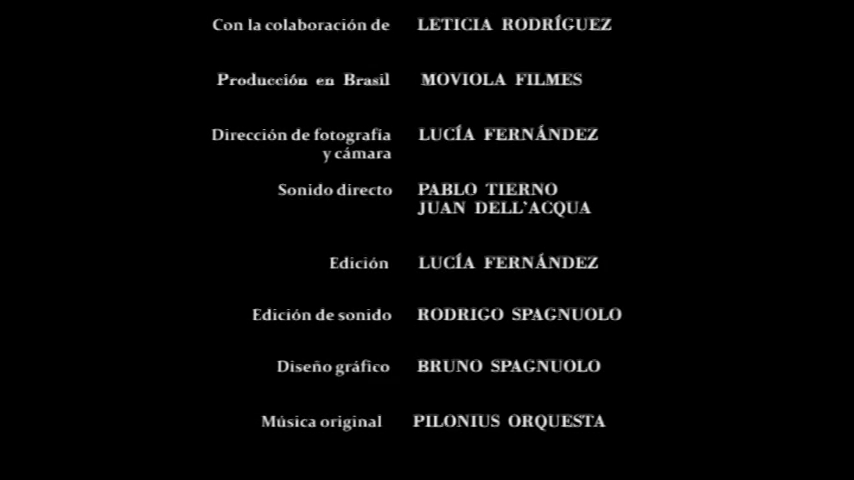 Con la colaboración de LETICIA RODRÍGUEZ
Producción en Brasil MOVIOLA FILMES
Dirección de fotografía LUCÍA FERNÁNDEZ
y cámara
Sonido directo PABLO TIERNO
JUAN DELL'ACQUA
Edición LUCÍA FERNÁNDEZ
Edición de sonido RODRIGO SPAGNUOLO
Diseño gráfico BRUNO SPAGNUOLO
Música original PILONIUS ORQUESTA